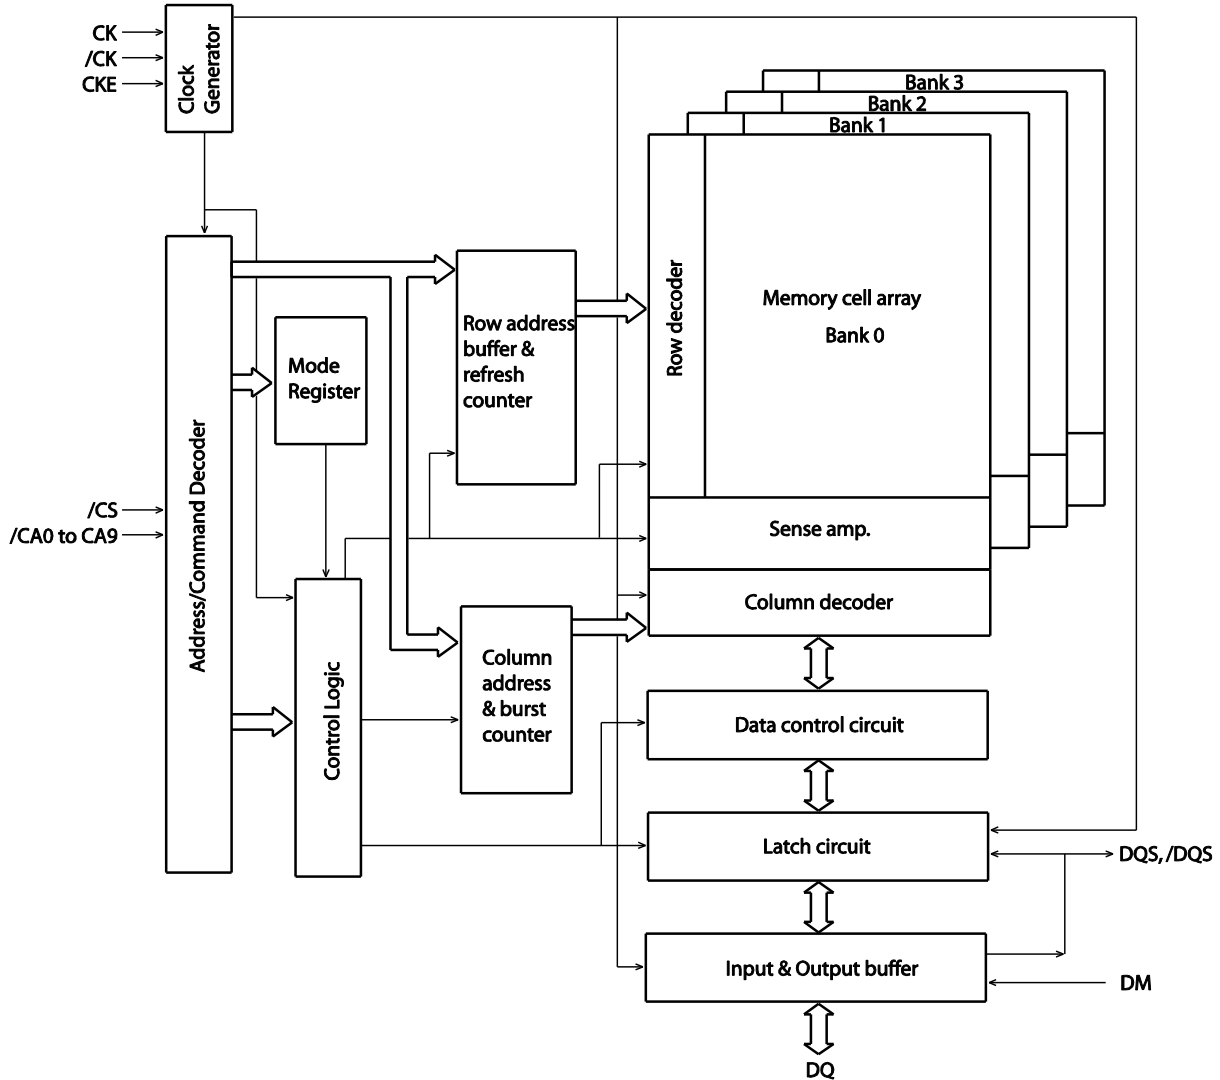 CK
/CK
CKE
Clock
Generator
Bank 3
Bank 2
Bank 1
Row decoder
Memory cell array
Bank 0
Row address
buffer &
refresh
counter
Mode
Register
Address/Command Decoder
/CS
/CA0 to CA9
Sense amp.
Column decoder
Control Logic
Column
address
& burst
counter
Data control circuit
Latch circuit
DQS, /DQS
Input & Output buffer
DM
DQ